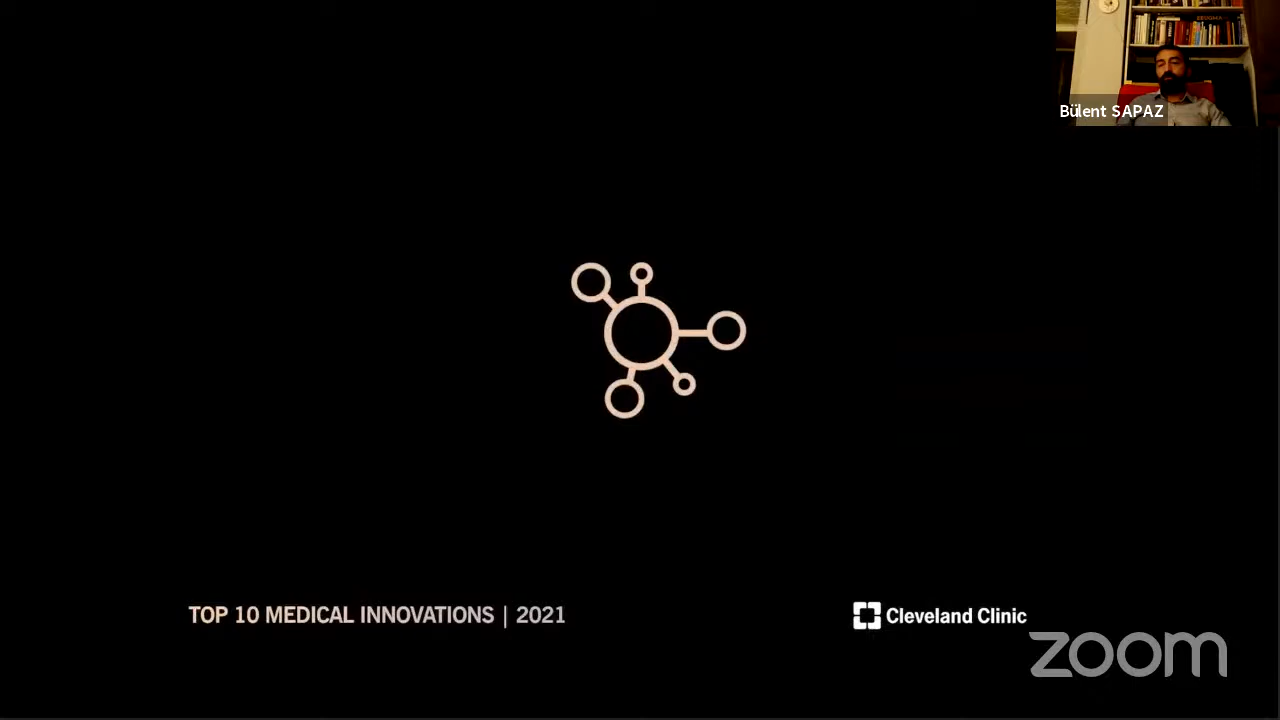 Bülent SAPAZ
TOP 10 MEDICAL INNOVATIONS | 2021
Cleveland Clinic
zoom